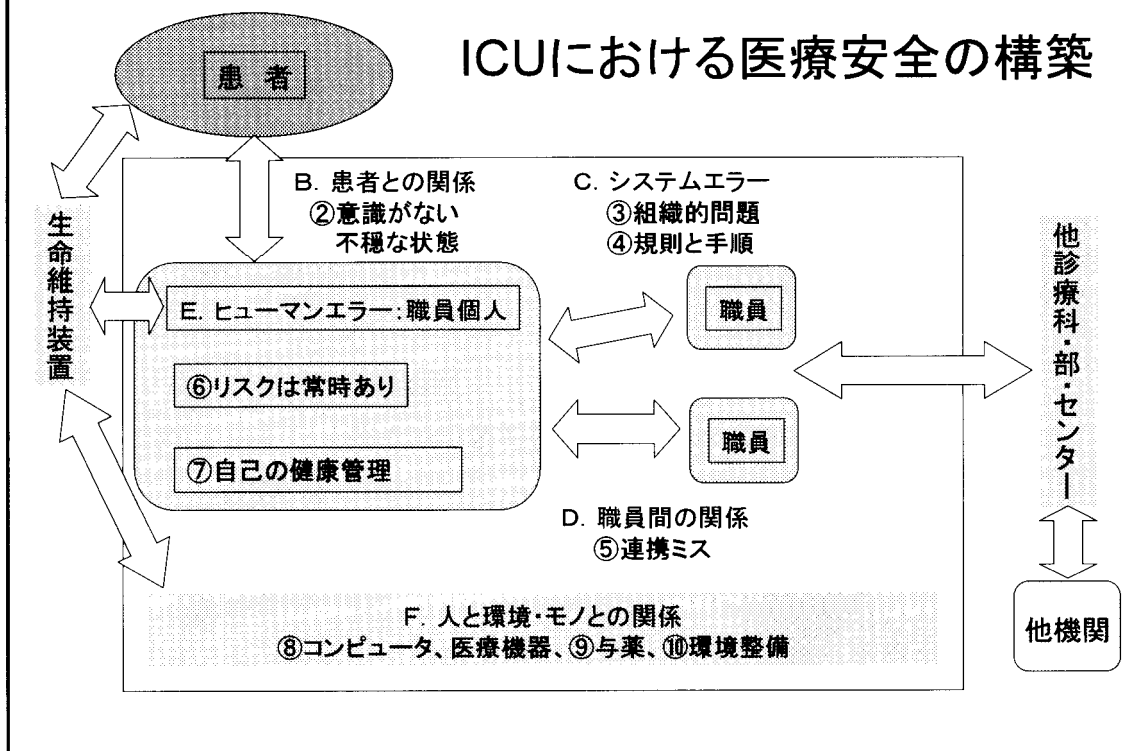 ICUにおける医療安全の構築
患 者
B. 患者との関係
②意識がない
不穏な状態
C. システムエラー
③組織的問題
④規則と手順
生命維持装置
E. ヒューマンエラー:職員個人
⑥リスクは常時あり
⑦自己の健康管理
職員
職員
D. 職員間の関係
⑤連携ミス
他診療科・部・センター
他機関
F. 人と環境・モノとの関係
⑧コンピュータ、医療機器、⑨与薬、⑩環境整備